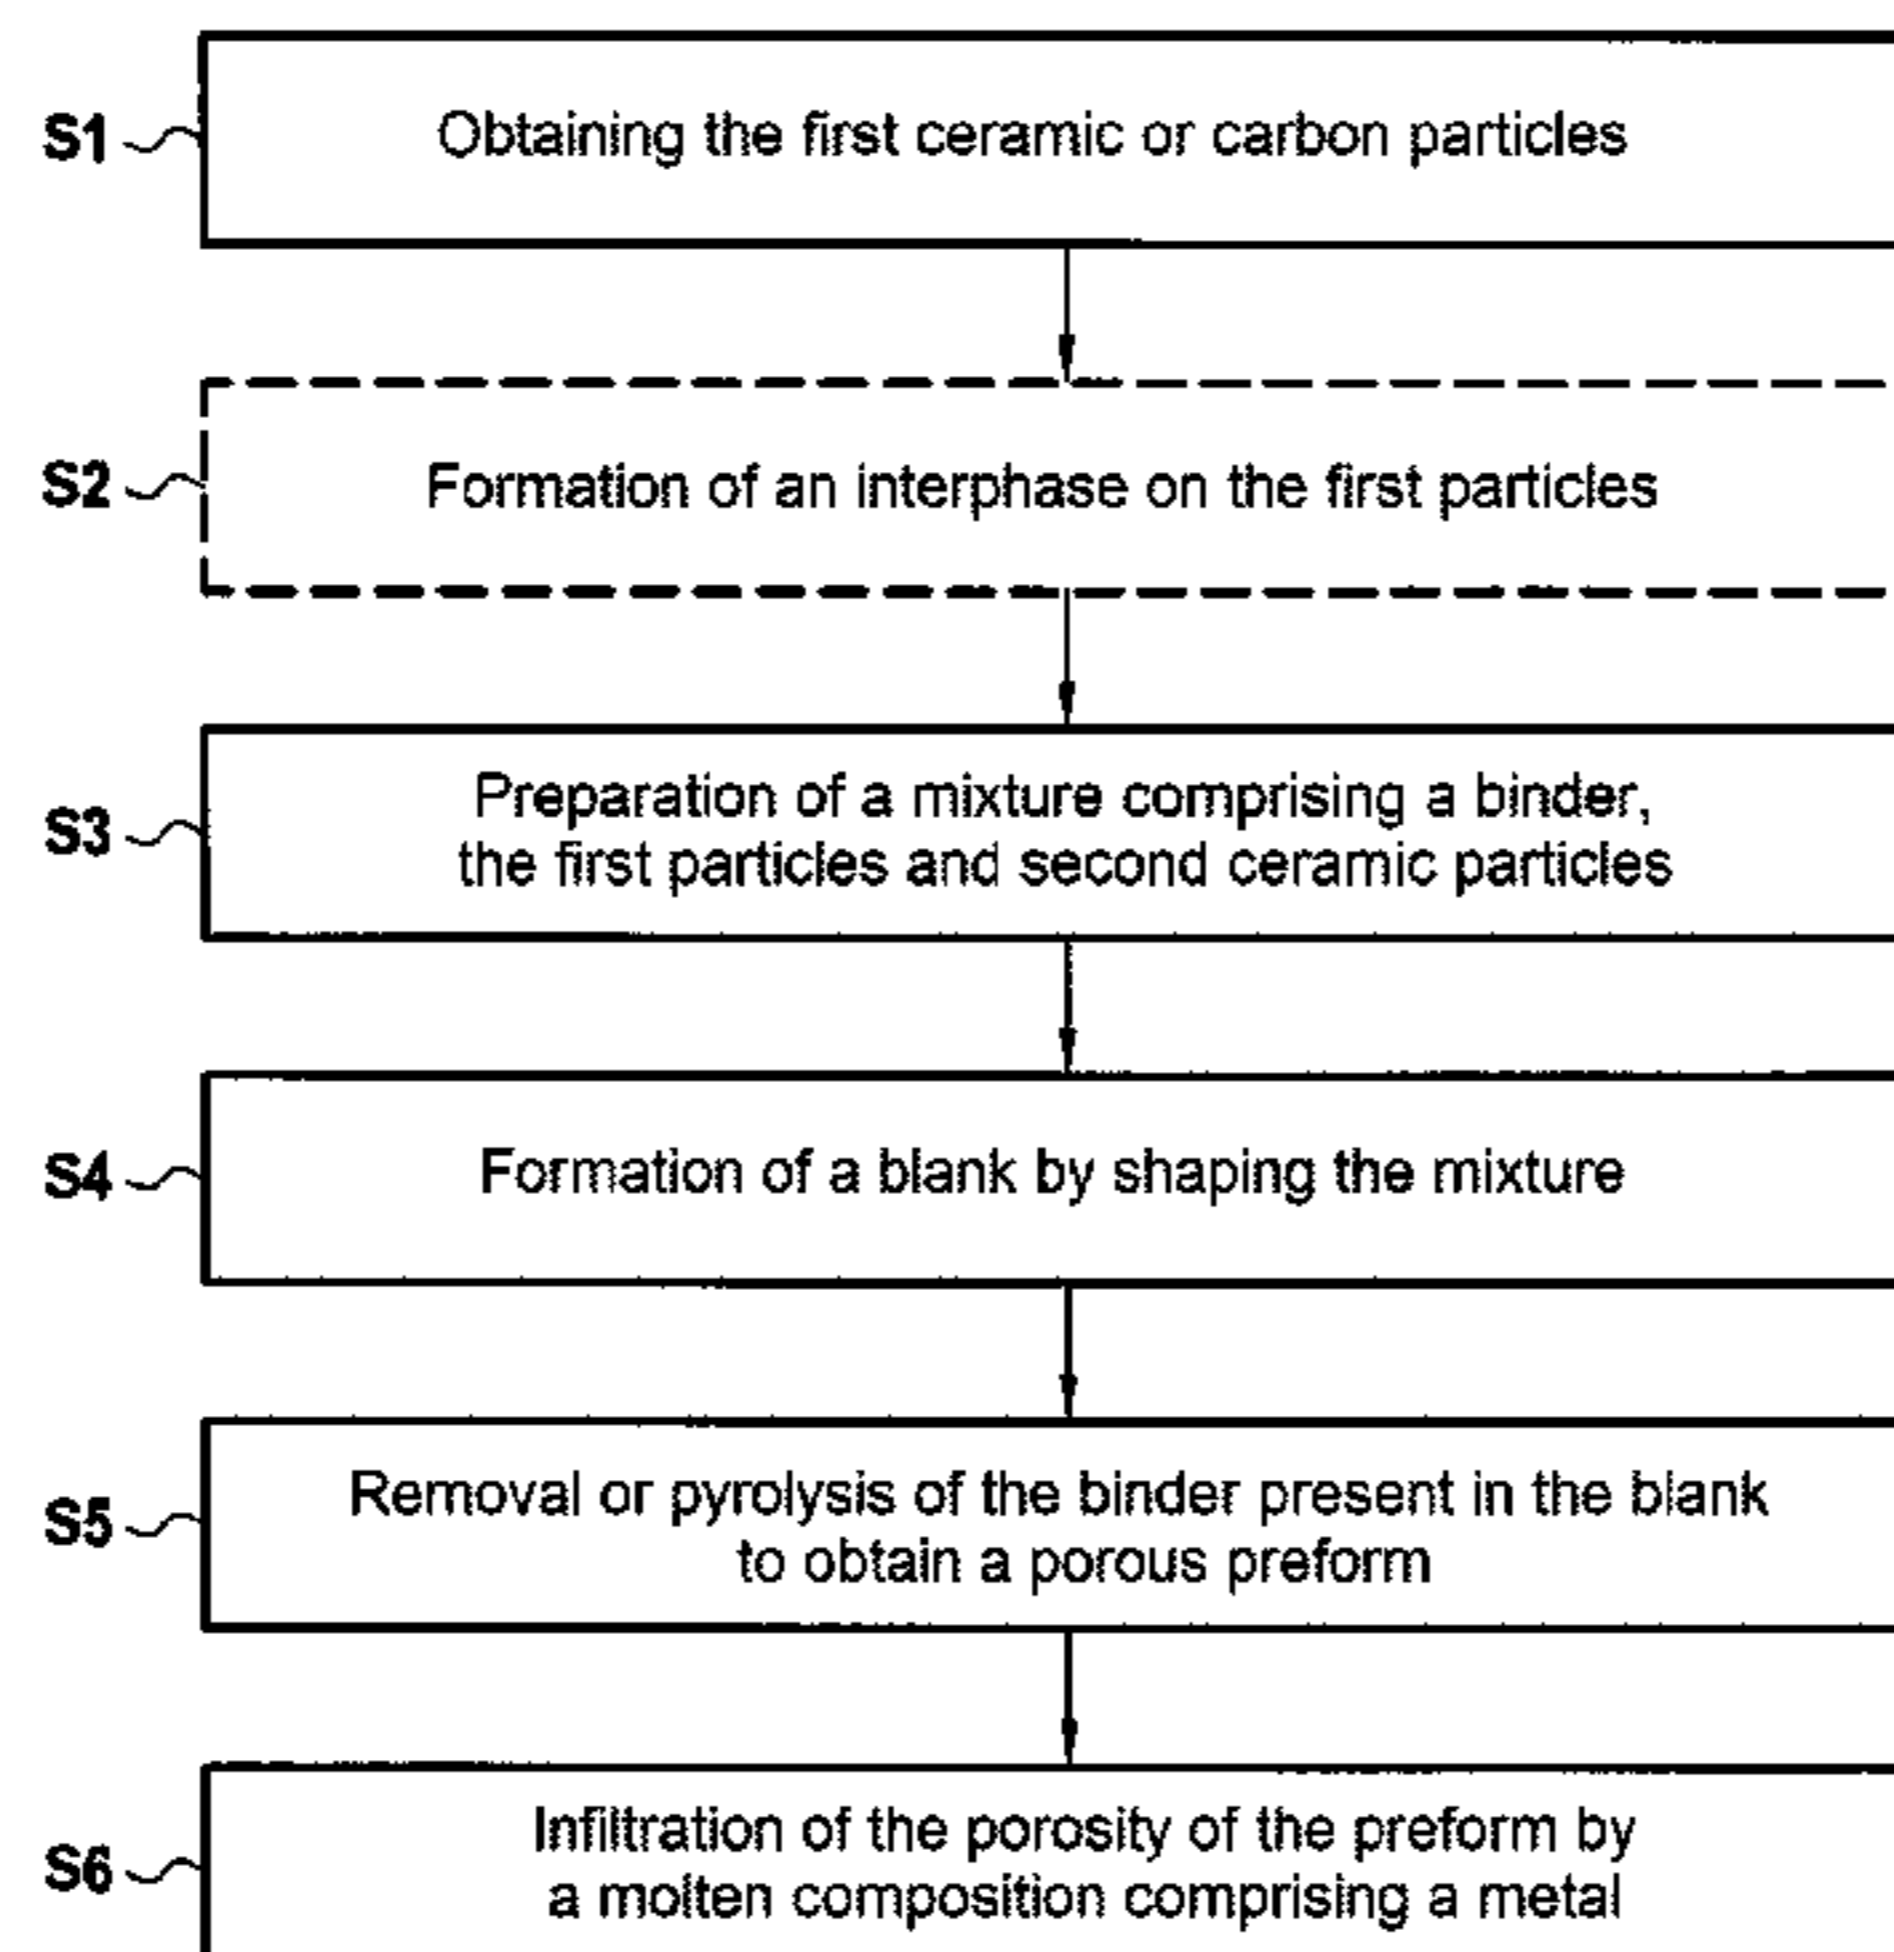 S1 Obtaining the first ceramic or carbon particles
S2 Formation of an interphase on the first particles
S3 Preparation of a mixture comprising a binder,
the first particles and second ceramic particles
S4 Formation of a blank by shaping the mixture
S5 Removal or pyrolysis of the binder present in the blank
to obtain a porous preform
S6 Infiltration of the porosity of the preform by
a molten composition comprising a metal